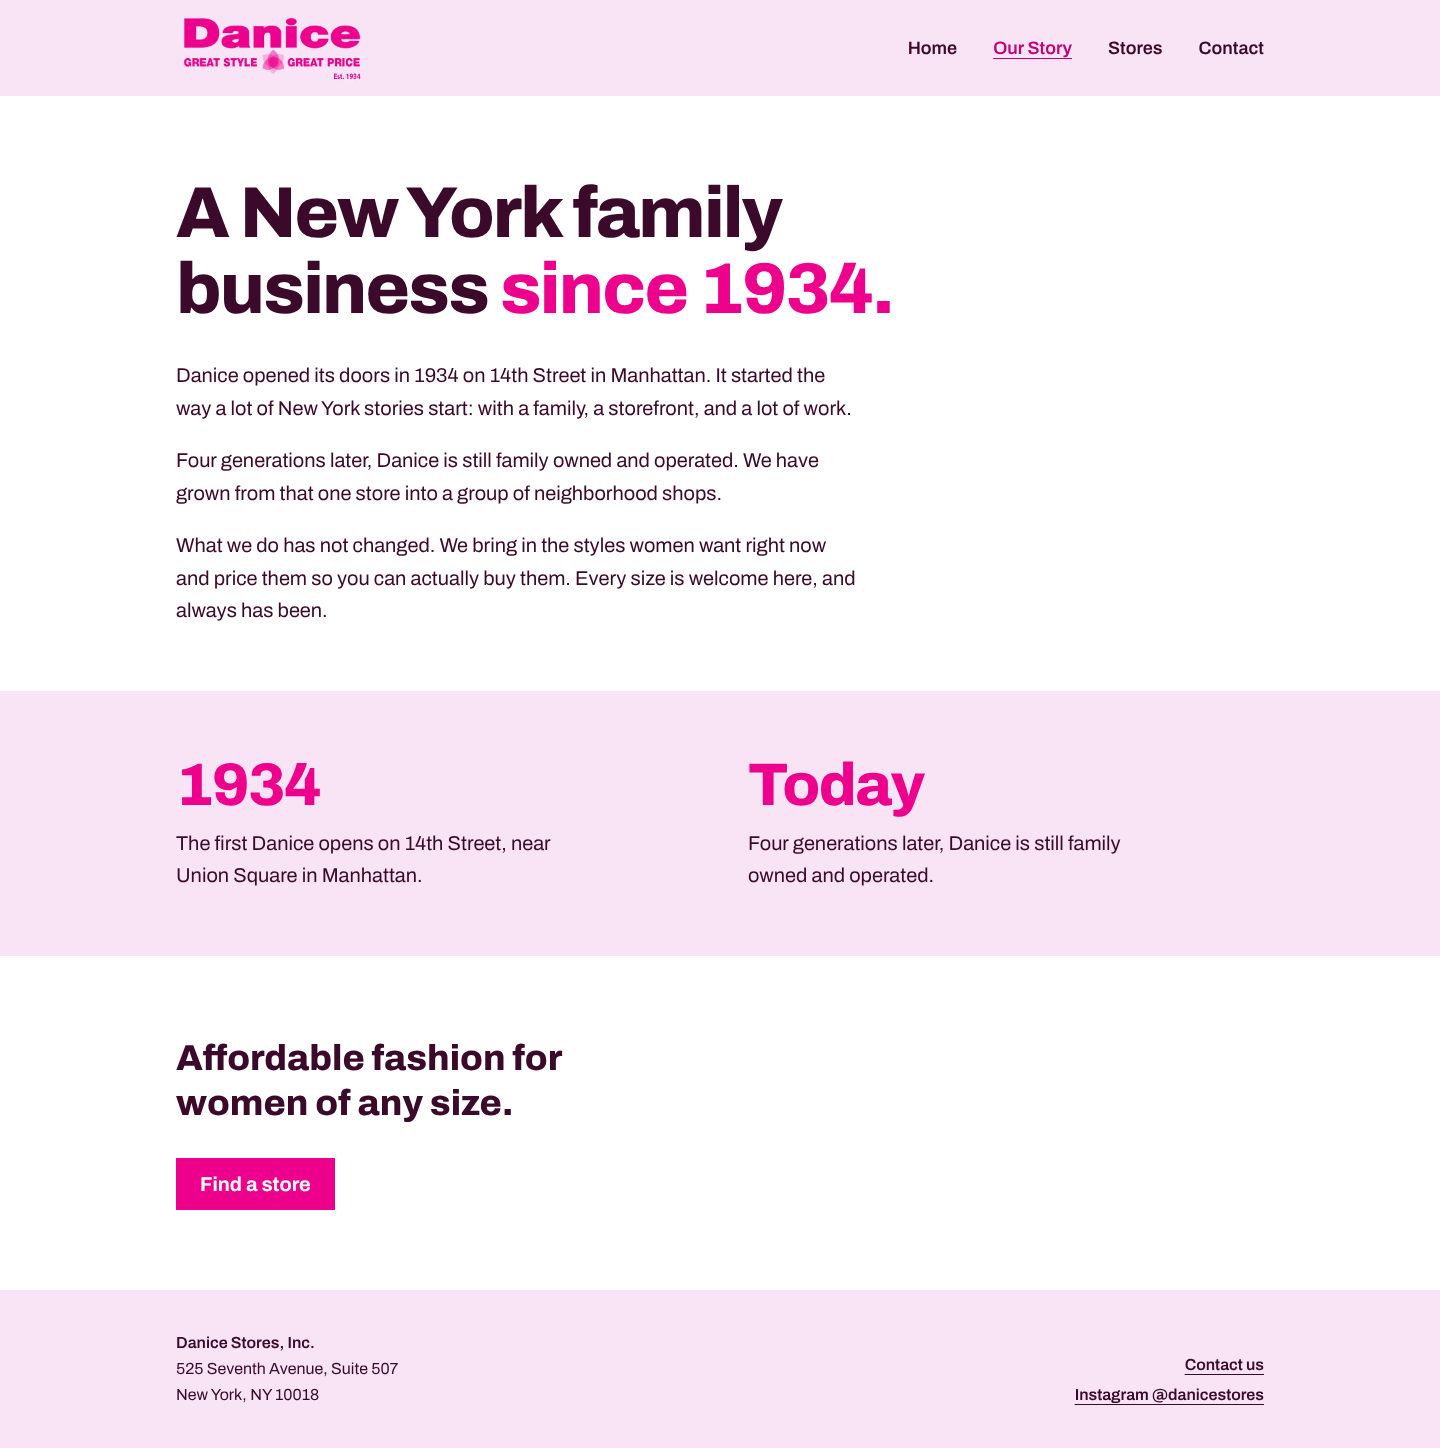 Danice
GREAT STYLE GREAT PRICE
Est. 1934
Home Our Story Stores Contact
A New York family
business since 1934.
Danice opened its doors in 1934 on 14th Street in Manhattan. It started the
way a lot of New York stories start: with a family, a storefront, and a lot of work.
Four generations later, Danice is still family owned and operated. We have
grown from that one store into a group of neighborhood shops.
What we do has not changed. We bring in the styles women want right now
and price them so you can actually buy them. Every size is welcome here, and
always has been.
1934
The first Danice opens on 14th Street, near
Union Square in Manhattan.
Today
Four generations later, Danice is still family
owned and operated.
Affordable fashion for
women of any size.
Find a store
Danice Stores, Inc.
525 Seventh Avenue, Suite 507
New York, NY 10018
Contact us
Instagram @danicestores